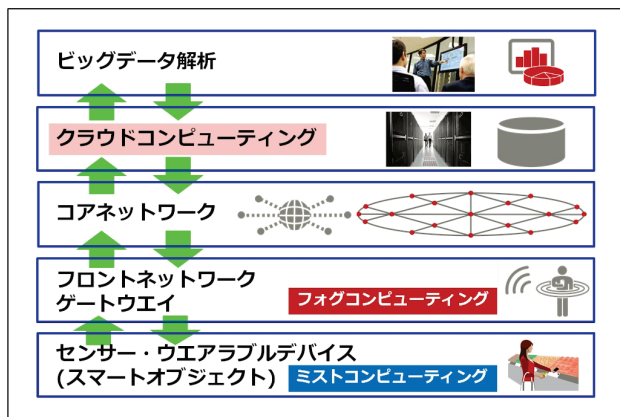 ビッグデータ解析
クラウドコンピューティング
コアネットワーク
フロントネットワーク
ゲートウエイ
フォグコンピューティング
センサー・ウエアラブルデバイス
(スマートオブジェクト)
ミストコンピューティング